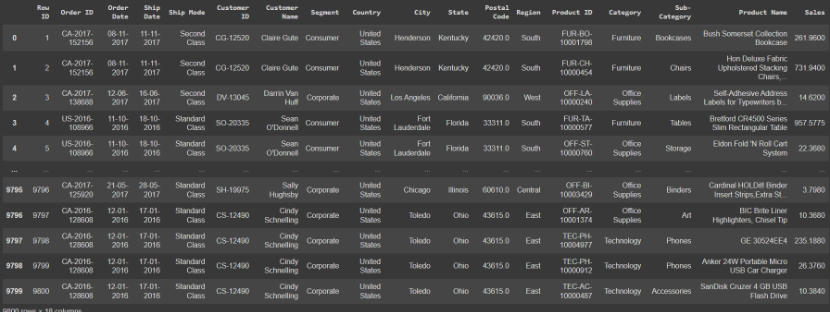 Row ID Order ID Order Date Ship Date Ship Mode Customer ID Customer Name Segment Country City State Postal Code Region Product ID Category Sub-Category Product Name Sales
0 1 CA-2017-152156 08-11-2017 11-11-2017 Second Class CG-12520 Claire Gute Consumer United States Henderson Kentucky 42420.0 South FUR-BO-10001798 Furniture Bookcases Bush Somerset Collection Bookcase 261.9600
1 2 CA-2017-152156 08-11-2017 11-11-2017 Second Class CG-12520 Claire Gute Consumer United States Henderson Kentucky 42420.0 South FUR-CH-10000454 Furniture Chairs Hon Deluxe Fabric Upholstered Stacking Chairs,... 731.9400
2 3 CA-2017-138688 12-06-2017 16-06-2017 Second Class DV-13045 Darrin Van Huff Corporate United States Los Angeles California 90036.0 West OFF-LA-10000240 Office Supplies Labels Self-Adhesive Address Labels for Typewriters b... 14.6200
3 4 US-2016-108966 11-10-2016 18-10-2016 Standard Class SO-20335 Sean O'Donnell Consumer United States Fort Lauderdale Florida 33311.0 South FUR-TA-10000577 Furniture Tables Bretford CR4500 Series Slim Rectangular Table 957.5775
4 5 US-2016-108966 11-10-2016 18-10-2016 Standard Class SO-20335 Sean O'Donnell Consumer United States Fort Lauderdale Florida 33311.0 South OFF-ST-10000760 Office Supplies Storage Eldon Fold 'N Roll Cart System 22.3680
... ... ... ... ... ... ... ... ... ... ... ... ... ... ... ... ... ... ...
9795 9796 CA-2017-125920 21-05-2017 28-05-2017 Standard Class SH-19975 Sally Hughsby Corporate United States Chicago Illinois 60610.0 Central OFF-BI-10003429 Office Supplies Binders Cardinal HOLDit! Binder Insert Strips,Extra St... 3.7980
9796 9797 CA-2016-128608 12-01-2016 17-01-2016 Standard Class CS-12490 Cindy Schnelling Corporate United States Toledo Ohio 43615.0 East OFF-AR-10001374 Office Supplies Art BIC Brite Liner Highlighters, Chisel Tip 10.3680
9797 9798 CA-2016-128608 12-01-2016 17-01-2016 Standard Class CS-12490 Cindy Schnelling Corporate United States Toledo Ohio 43615.0 East TEC-PH-10004977 Technology Phones GE 30524EE4 235.1880
9798 9799 CA-2016-128608 12-01-2016 17-01-2016 Standard Class CS-12490 Cindy Schnelling Corporate United States Toledo Ohio 43615.0 East TEC-PH-10000912 Technology Phones Anker 24W Portable Micro USB Car Charger 26.3760
9799 9800 CA-2016-128608 12-01-2016 17-01-2016 Standard Class CS-12490 Cindy Schnelling Corporate United States Toledo Ohio 43615.0 East TEC-AC-10000487 Technology Accessories SanDisk Cruzer 4 GB USB Flash Drive 10.3840
9800 rows × 18 columns